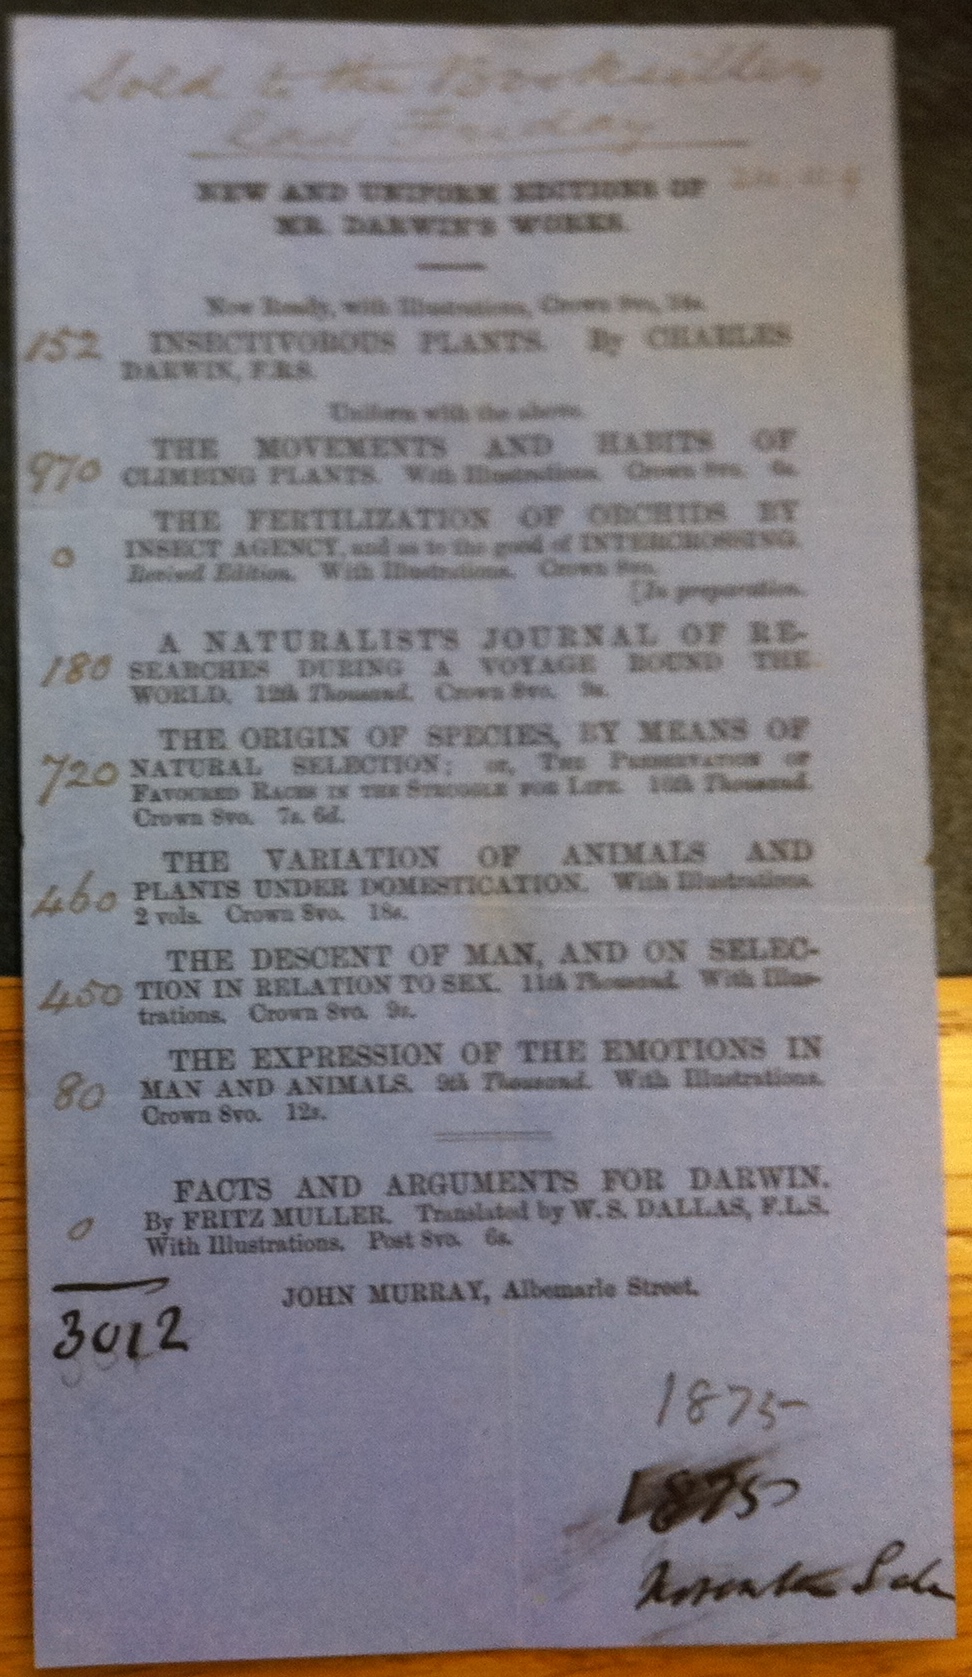 Sold to the Booksellers
last Friday
NEW AND UNIFORM EDITIONS OF
MR. DARWIN'S WORKS.
Now Ready, with Illustrations, Crown 8vo, 14s.
152 INSECTIVOROUS PLANTS. By CHARLES
DARWIN, F.R.S.
Uniform with the above.
THE MOVEMENTS AND HABITS OF
970 CLIMBING PLANTS. With Illustrations. Crown 8vo. 6s.
THE FERTILIZATION OF ORCHIDS BY
0 INSECT AGENCY, and as to the good of INTERCROSSING.
Revised Edition. With Illustrations. Crown 8vo.
[In preparation.
A NATURALIST'S JOURNAL OF RE-
180 SEARCHES DURING A VOYAGE ROUND THE
WORLD. 12th Thousand. Crown 8vo. 9s.
THE ORIGIN OF SPECIES, BY MEANS OF
720 NATURAL SELECTION; or, THE PRESERVATION OF
FAVOURED RACES IN THE STRUGGLE FOR LIFE. 16th Thousand.
Crown 8vo. 7s. 6d.
THE VARIATION OF ANIMALS AND
460 PLANTS UNDER DOMESTICATION. With Illustrations.
2 vols. Crown 8vo. 18s.
THE DESCENT OF MAN, AND ON SELEC-
450 TION IN RELATION TO SEX. 11th Thousand. With Illus-
trations. Crown 8vo. 9s.
THE EXPRESSION OF THE EMOTIONS IN
80 MAN AND ANIMALS. 9th Thousand. With Illustrations.
Crown 8vo. 12s.
FACTS AND ARGUMENTS FOR DARWIN.
0 By FRITZ MULLER. Translated by W. S. DALLAS, F.L.S.
With Illustrations. Post 8vo. 6s.
JOHN MURRAY, Albemarle Street.
3012
1875
1875
November Sale